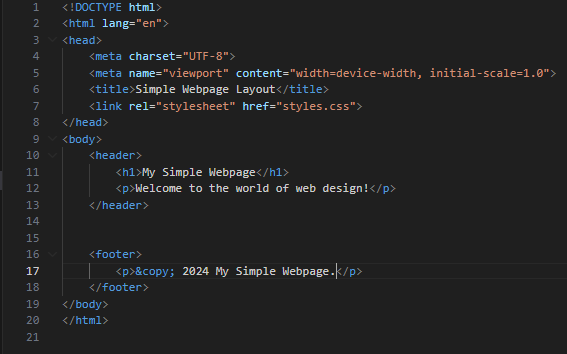 1 <!DOCTYPE html>
2 <html lang="en">
3 <head>
4     <meta charset="UTF-8">
5     <meta name="viewport" content="width=device-width, initial-scale=1.0">
6     <title>Simple Webpage Layout</title>
7     <link rel="stylesheet" href="styles.css">
8 </head>
9 <body>
10     <header>
11         <h1>My Simple Webpage</h1>
12         <p>Welcome to the world of web design!</p>
13     </header>
14
15
16     <footer>
17         <p>&copy; 2024 My Simple Webpage.</p>
18     </footer>
19 </body>
20 </html>
21